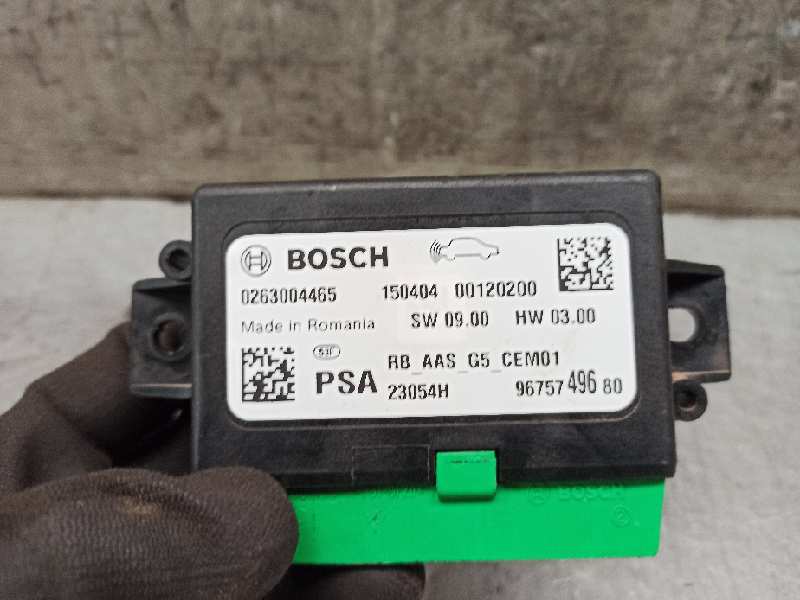 BOSCH
0263004465 150404 00120200
Made in Romania SW 09.00 HW 03.00
RB_AAS_G5_CEM01
PSA 23054H 96757 496 80
BOSCH